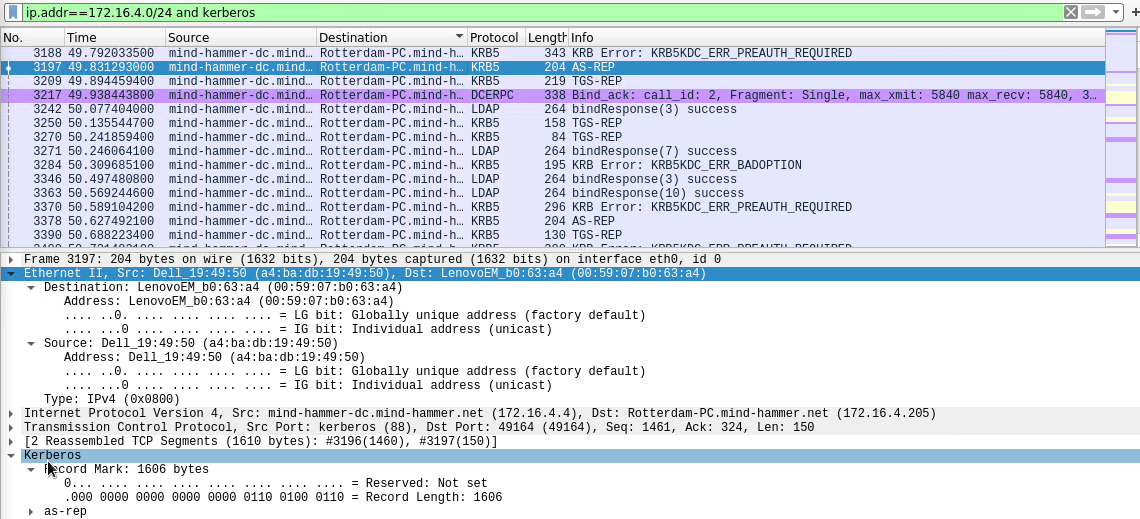 ip.addr==172.16.4.0/24 and kerberos
No. Time Source Destination Protocol Length Info
3188 49.792033500 mind-hammer-dc.mind… Rotterdam-PC.mind-h… KRB5 343 KRB Error: KRB5KDC_ERR_PREAUTH_REQUIRED
3197 49.831293000 mind-hammer-dc.mind… Rotterdam-PC.mind-h… KRB5 204 AS-REP
3209 49.894459400 mind-hammer-dc.mind… Rotterdam-PC.mind-h… KRB5 219 TGS-REP
3217 49.938443800 mind-hammer-dc.mind… Rotterdam-PC.mind-h… DCERPC 338 Bind_ack: call_id: 2, Fragment: Single, max_xmit: 5840 max_recv: 5840, 3…
3242 50.077404000 mind-hammer-dc.mind… Rotterdam-PC.mind-h… LDAP 264 bindResponse(3) success
3250 50.135544700 mind-hammer-dc.mind… Rotterdam-PC.mind-h… KRB5 158 TGS-REP
3270 50.241859400 mind-hammer-dc.mind… Rotterdam-PC.mind-h… KRB5 84 TGS-REP
3271 50.246064100 mind-hammer-dc.mind… Rotterdam-PC.mind-h… LDAP 264 bindResponse(7) success
3284 50.309685100 mind-hammer-dc.mind… Rotterdam-PC.mind-h… KRB5 195 KRB Error: KRB5KDC_ERR_BADOPTION
3346 50.497480800 mind-hammer-dc.mind… Rotterdam-PC.mind-h… LDAP 264 bindResponse(3) success
3363 50.569244600 mind-hammer-dc.mind… Rotterdam-PC.mind-h… LDAP 264 bindResponse(10) success
3370 50.589104200 mind-hammer-dc.mind… Rotterdam-PC.mind-h… KRB5 296 KRB Error: KRB5KDC_ERR_PREAUTH_REQUIRED
3378 50.627492100 mind-hammer-dc.mind… Rotterdam-PC.mind-h… KRB5 204 AS-REP
3390 50.688223400 mind-hammer-dc.mind… Rotterdam-PC.mind-h… KRB5 130 TGS-REP
Frame 3197: 204 bytes on wire (1632 bits), 204 bytes captured (1632 bits) on interface eth0, id 0
Ethernet II, Src: Dell_19:49:50 (a4:ba:db:19:49:50), Dst: LenovoEM_b0:63:a4 (00:59:07:b0:63:a4)
Destination: LenovoEM_b0:63:a4 (00:59:07:b0:63:a4)
Address: LenovoEM_b0:63:a4 (00:59:07:b0:63:a4)
.... ..0. .... .... .... .... = LG bit: Globally unique address (factory default)
.... ...0 .... .... .... .... = IG bit: Individual address (unicast)
Source: Dell_19:49:50 (a4:ba:db:19:49:50)
Address: Dell_19:49:50 (a4:ba:db:19:49:50)
.... ..0. .... .... .... .... = LG bit: Globally unique address (factory default)
.... ...0 .... .... .... .... = IG bit: Individual address (unicast)
Type: IPv4 (0x0800)
Internet Protocol Version 4, Src: mind-hammer-dc.mind-hammer.net (172.16.4.4), Dst: Rotterdam-PC.mind-hammer.net (172.16.4.205)
Transmission Control Protocol, Src Port: kerberos (88), Dst Port: 49164 (49164), Seq: 1461, Ack: 324, Len: 150
[2 Reassembled TCP Segments (1610 bytes): #3196(1460), #3197(150)]
Kerberos
Record Mark: 1606 bytes
0... .... .... .... .... .... .... .... = Reserved: Not set
.000 0000 0000 0000 0000 0110 0100 0110 = Record Length: 1606
as-rep